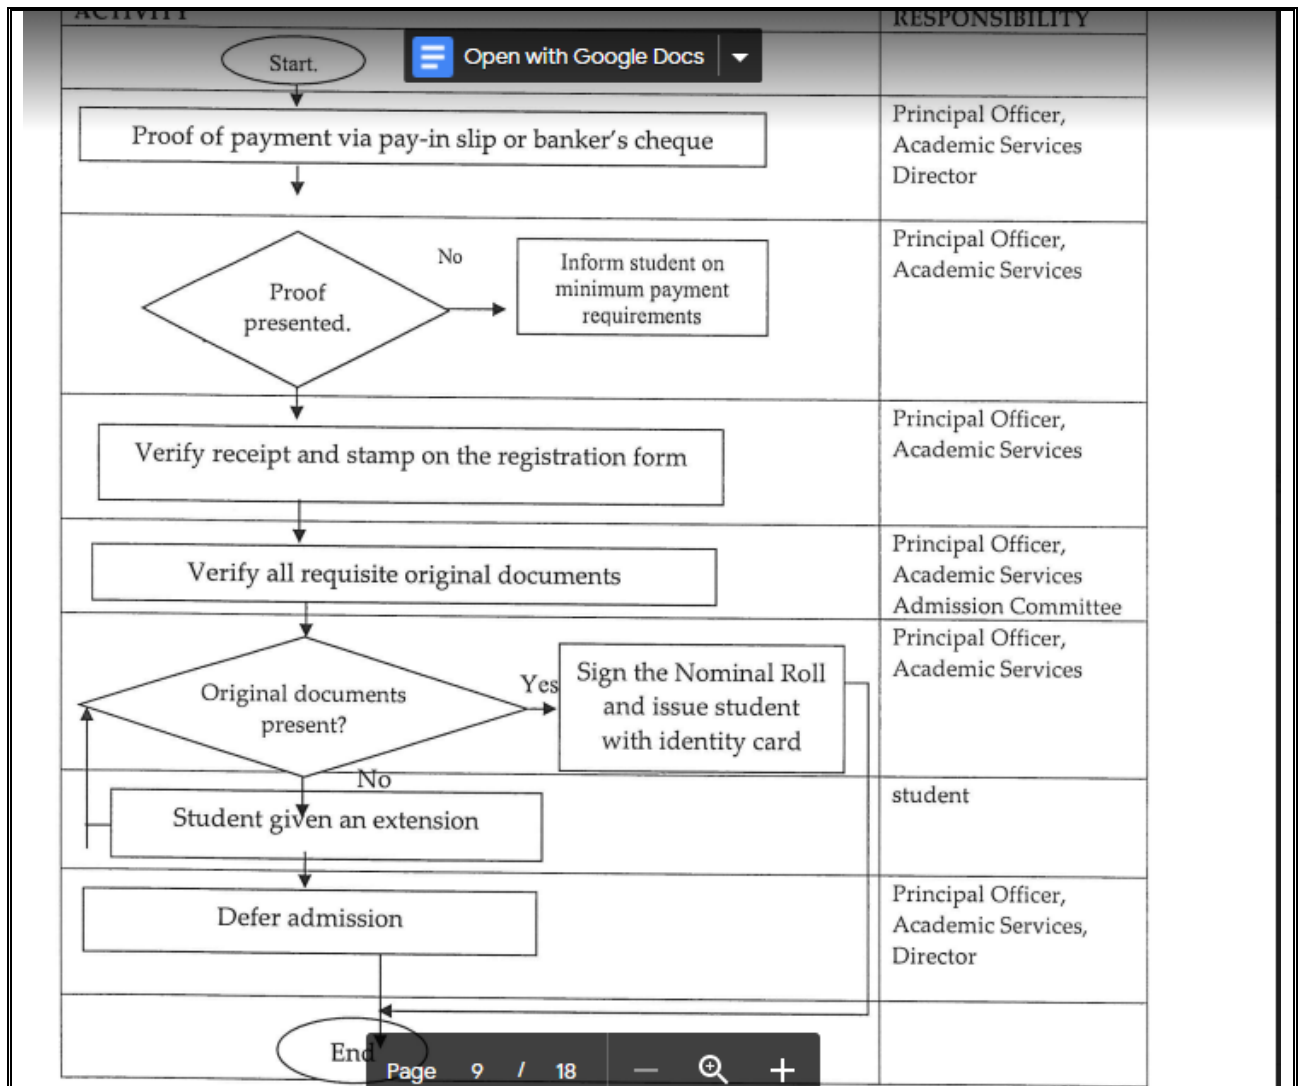 ACTIVITY
RESPONSIBILITY
Start.
Open with Google Docs
Proof of payment via pay-in slip or banker's cheque
Principal Officer,
Academic Services
Director
Proof
presented.
No
Inform student on
minimum payment
requirements
Principal Officer,
Academic Services
Verify receipt and stamp on the registration form
Principal Officer,
Academic Services
Verify all requisite original documents
Principal Officer,
Academic Services
Admission Committee
Original documents
present?
Yes
Sign the Nominal Roll
and issue student
with identity card
Principal Officer,
Academic Services
No
Student given an extension
student
Defer admission
Principal Officer,
Academic Services,
Director
End
Page 9 / 18